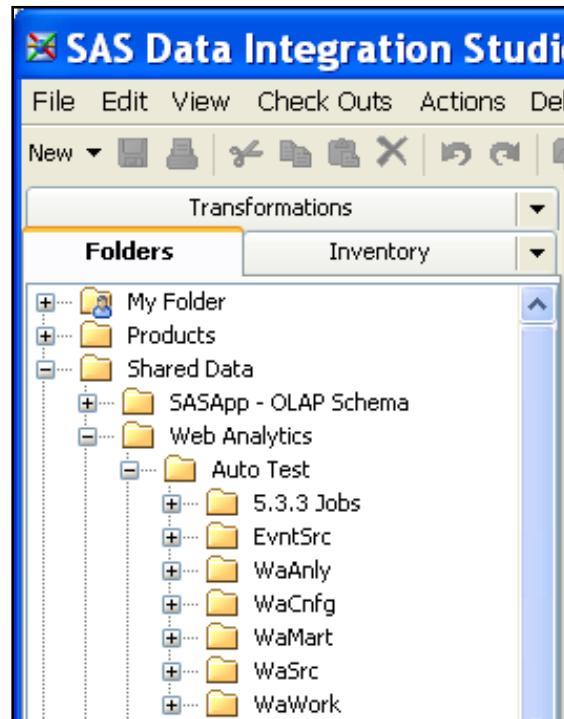 SAS Data Integration Studi
File Edit View Check Outs Actions Del
New
Transformations
Folders Inventory
My Folder
Products
Shared Data
SASApp - OLAP Schema
Web Analytics
Auto Test
5.3.3 Jobs
EvntSrc
WaAnly
WaCnfg
WaMart
WaSrc
WaWork